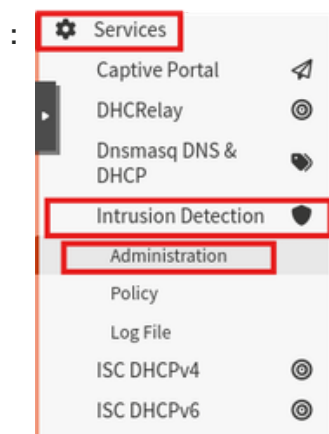 :
Services
Captive Portal
DHCRelay
Dnsmasq DNS &
DHCP
Intrusion Detection
Administration
Policy
Log File
ISC DHCPv4
ISC DHCPv6